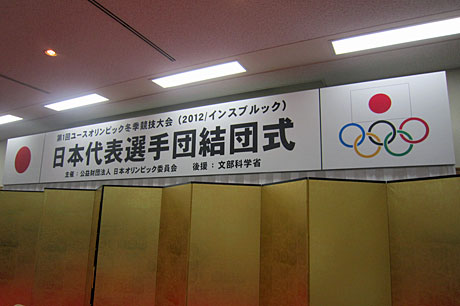 第1回ユースオリンピック冬季競技大会（2012/インスブルック）
日本代表選手団結団式
主催：公益財団法人 日本オリンピック委員会　後援：文部科学省